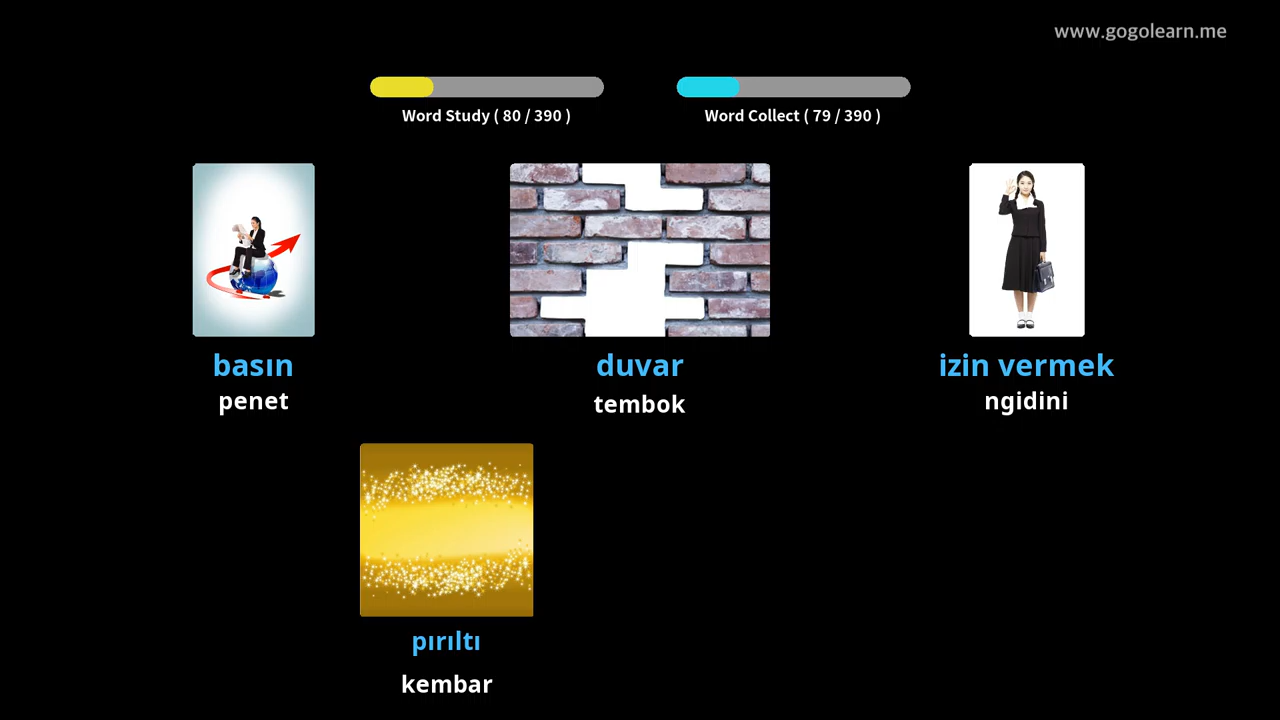 www.gogolearn.me
Word Study ( 80 / 390 )
Word Collect ( 79 / 390 )
basın
penet
duvar
tembok
izin vermek
ngidini
pırıltı
kembar